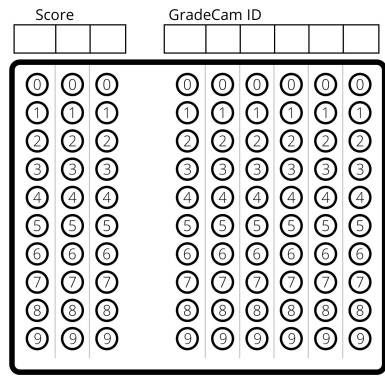 Score GradeCam ID
0 0 0 0 0 0 0 0 0
1 1 1 1 1 1 1 1 1
2 2 2 2 2 2 2 2 2
3 3 3 3 3 3 3 3 3
4 4 4 4 4 4 4 4 4
5 5 5 5 5 5 5 5 5
6 6 6 6 6 6 6 6 6
7 7 7 7 7 7 7 7 7
8 8 8 8 8 8 8 8 8
9 9 9 9 9 9 9 9 9